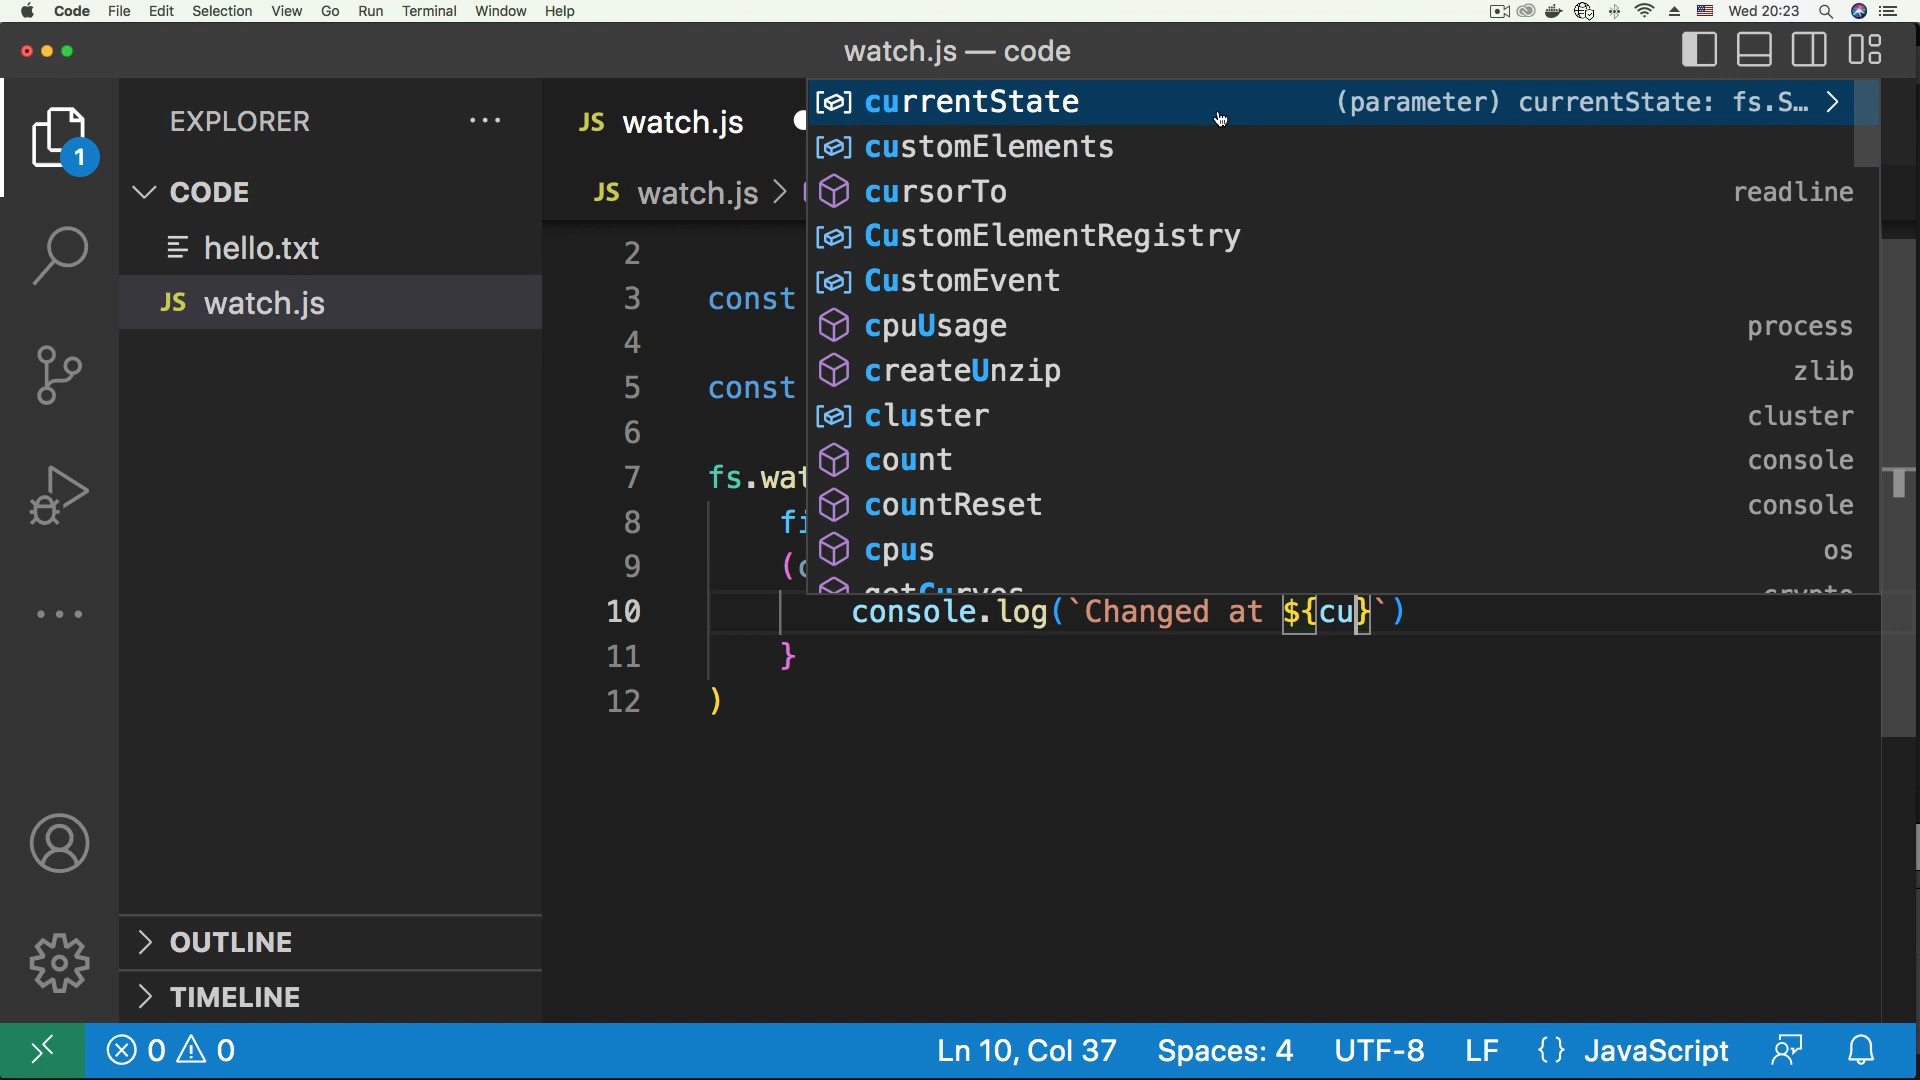 Code File Edit Selection View Go Run Terminal Window Help Wed 20:23
watch.js — code
EXPLORER
1
CODE
hello.txt
JS watch.js
OUTLINE
TIMELINE
JS watch.js
JS watch.js >
currentState (parameter) currentState: fs.S… >
customElements
cursorTo readline
CustomElementRegistry
CustomEvent
cpuUsage process
createUnzip zlib
cluster cluster
count console
countReset console
cpus os
getCurves crypto
2
3 const
4
5 const
6
7 fs.wat
8 fi
9 (c
10 console.log(`Changed at ${cu}`)
11 }
12 )
0 0 Ln 10, Col 37 Spaces: 4 UTF-8 LF {} JavaScript